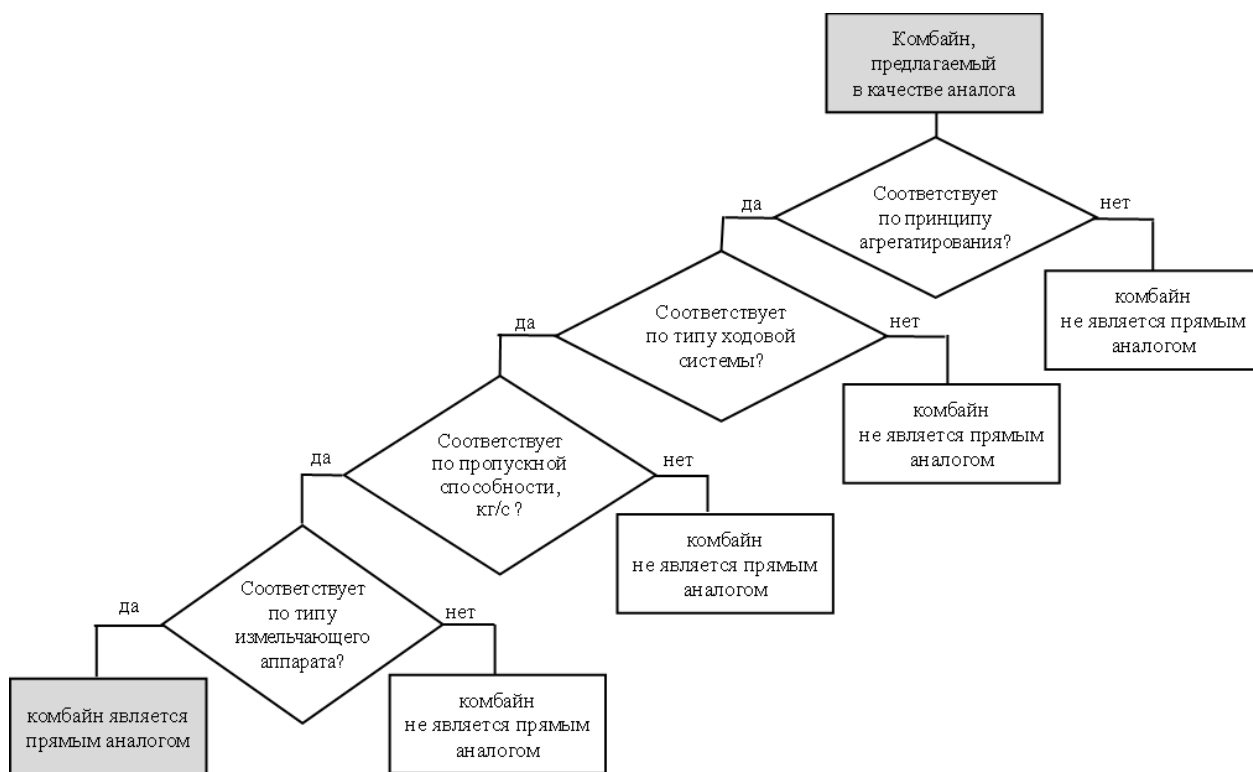 Комбайн,
предлагаемый
в качестве аналога
да
Соответствует
по принципу
агрегатирования?
нет
комбайн
не является прямым
аналогом
да
Соответствует
по типу ходовой
системы?
нет
комбайн
не является прямым
аналогом
да
Соответствует
по пропускной
способности,
кг/с ?
нет
комбайн
не является прямым
аналогом
да
Соответствует
по типу
измельчающего
аппарата?
нет
комбайн является
прямым аналогом
комбайн
не является прямым
аналогом